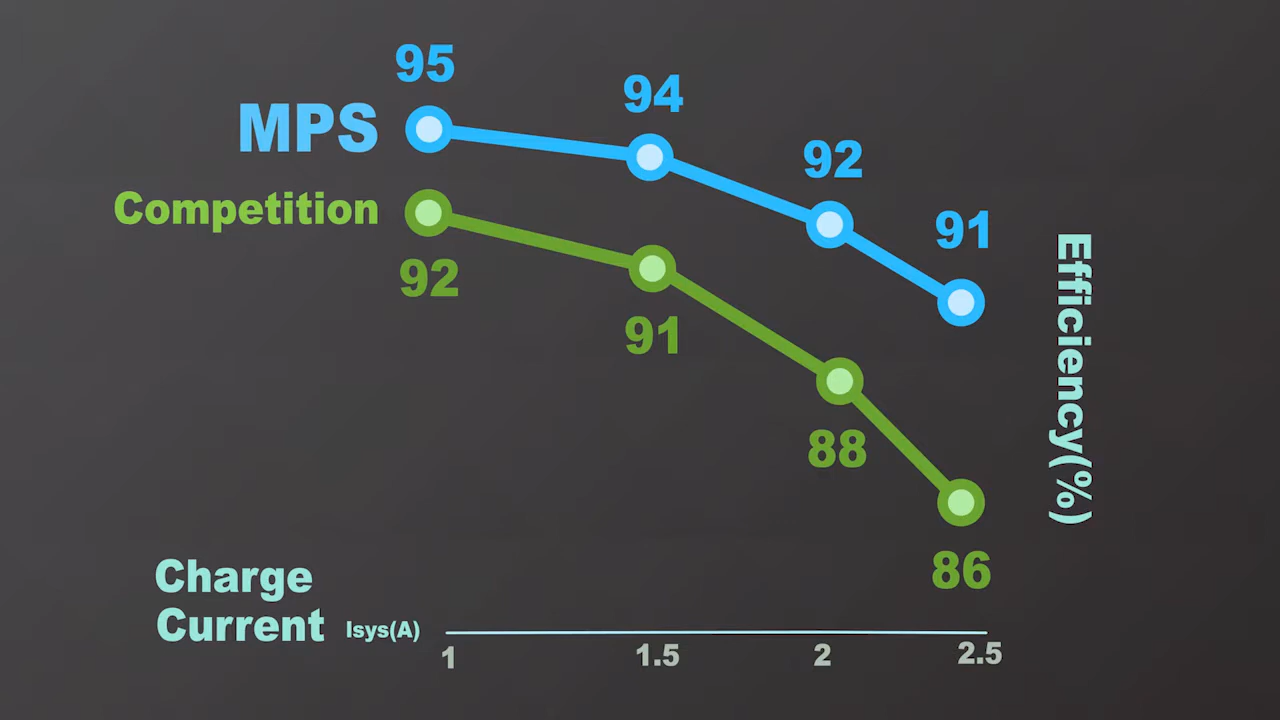 95
94
MPS
92
Competition
91
92
91
88
86
Efficiency(%)
Charge
Current Isys(A)
1
1.5
2
2.5